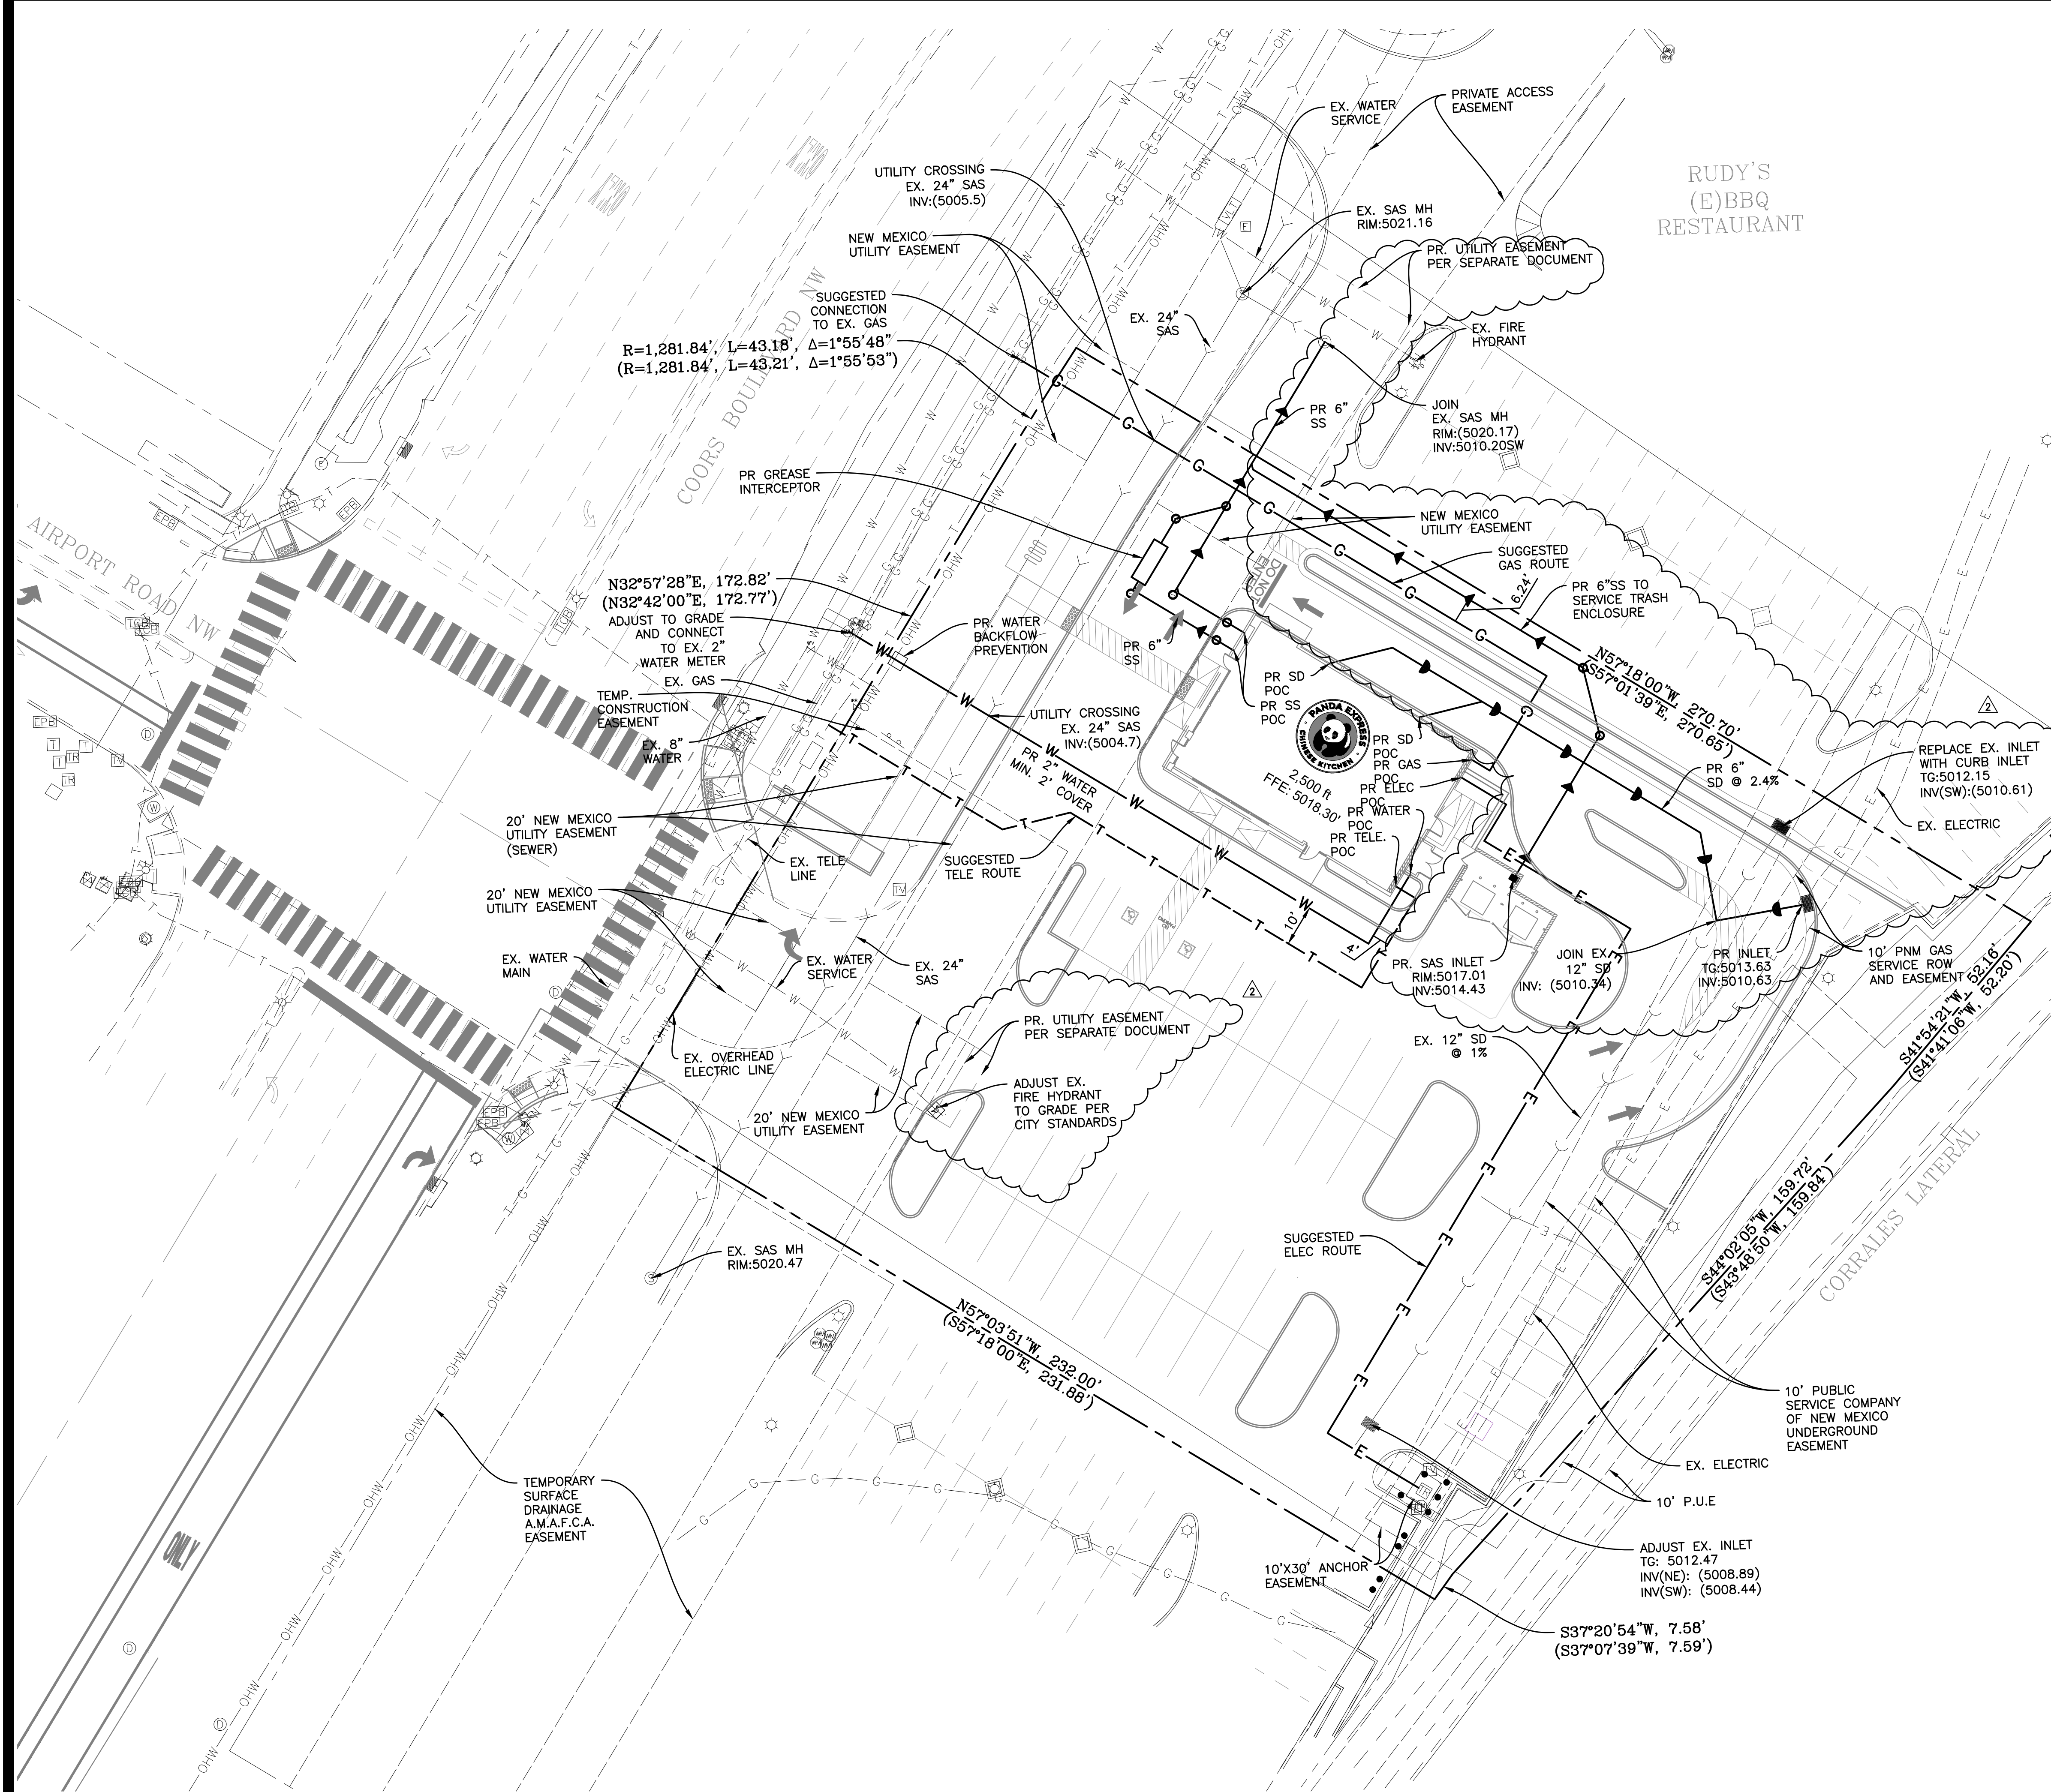 EX. WATER
SERVICE
PRIVATE ACCESS
EASEMENT
RUDY'S
(E)BBQ
RESTAURANT
UTILITY CROSSING
EX. 24" SAS
INV:(5005.5)
EX. SAS MH
RIM:5021.16
NEW MEXICO
UTILITY EASEMENT
PR. UTILITY EASEMENT
PER SEPARATE DOCUMENT
SUGGESTED
CONNECTION
TO EX. GAS
EX. 24"
SAS
EX. FIRE
HYDRANT
R=1,281.84', L=43.18', Δ=1°55'48"
(R=1,281.84', L=43.21', Δ=1°55'53")
COORS BOULEVARD NW
PR 6"
SS
JOIN
EX. SAS MH
RIM:(5020.17)
INV:5010.20SW
PR GREASE
INTERCEPTOR
AIRPORT ROAD NW
NEW MEXICO
UTILITY EASEMENT
SUGGESTED
GAS ROUTE
6.24'
PR 6"SS TO
SERVICE TRASH
ENCLOSURE
DO NOT
ENTER
N32°57'28"E, 172.82'
(N32°42'00"E, 172.77')
ADJUST TO GRADE
AND CONNECT
TO EX. 2"
WATER METER
PR. WATER
BACKFLOW
PREVENTION
PR 6"
SS
N57°18'00"W, 270.70'
(S57°01'39"E, 270.65')
EX. GAS
TEMP.
CONSTRUCTION
EASEMENT
PR SD
POC
PR SS
POC
PANDA EXPRESS
CHINESE KITCHEN
UTILITY CROSSING
EX. 24" SAS
INV:(5004.7)
EX. 8"
WATER
PR 2" WATER
MIN. 2' COVER
2,500 ft
FFE: 5018.30'
PR SD
POC
PR GAS
POC
PR ELEC
POC
PR WATER
POC
PR TELE.
POC
PR 6"
SD @ 2.4%
2
REPLACE EX. INLET
WITH CURB INLET
TG:5012.15
INV(SW):(5010.61)
EX. ELECTRIC
20' NEW MEXICO
UTILITY EASEMENT
(SEWER)
EX. TELE
LINE
SUGGESTED
TELE ROUTE
20' NEW MEXICO
UTILITY EASEMENT
10'
4'
EX. WATER
MAIN
EX. WATER
SERVICE
EX. 24"
SAS
PR. SAS INLET
RIM:5017.01
INV:5014.43
JOIN EX.
12" SD
INV: (5010.34)
PR INLET
TG:5013.63
INV:5010.63
10' PNM GAS
SERVICE ROW
AND EASEMENT
S41°54'21"W, 52.16'
(S41°41'06"W, 52.20')
2
PR. UTILITY EASEMENT
PER SEPARATE DOCUMENT
EX. OVERHEAD
ELECTRIC LINE
EX. 12" SD
@ 1%
ADJUST EX.
FIRE HYDRANT
TO GRADE PER
CITY STANDARDS
20' NEW MEXICO
UTILITY EASEMENT
S44°02'05"W, 159.72'
(S43°48'50"W, 159.84')
CORRALES LATERAL
SUGGESTED
ELEC ROUTE
EX. SAS MH
RIM:5020.47
N57°03'51"W, 232.00'
(S57°18'00"E, 231.88')
10' PUBLIC
SERVICE COMPANY
OF NEW MEXICO
UNDERGROUND
EASEMENT
EX. ELECTRIC
TEMPORARY
SURFACE
DRAINAGE
A.M.A.F.C.A.
EASEMENT
ONLY
10' P.U.E
10'X30' ANCHOR
EASEMENT
ADJUST EX. INLET
TG: 5012.47
INV(NE): (5008.89)
INV(SW): (5008.44)
S37°20'54"W, 7.58'
(S37°07'39"W, 7.59')